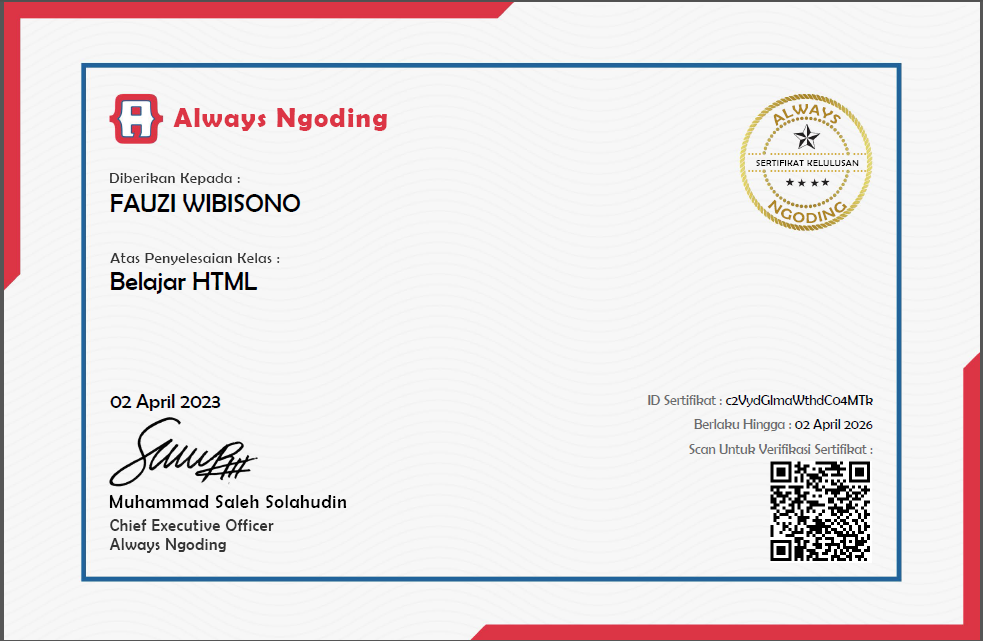 Always Ngoding
ALWAYS
SERTIFIKAT KELULUSAN
NGODING
Diberikan Kepada :
FAUZI WIBISONO
Atas Penyelesaian Kelas :
Belajar HTML
02 April 2023
Muhammad Saleh Solahudin
Chief Executive Officer
Always Ngoding
ID Sertifikat : c2VydGlmaWthdC04MTk
Berlaku Hingga : 02 April 2026
Scan Untuk Verifikasi Sertifikat :